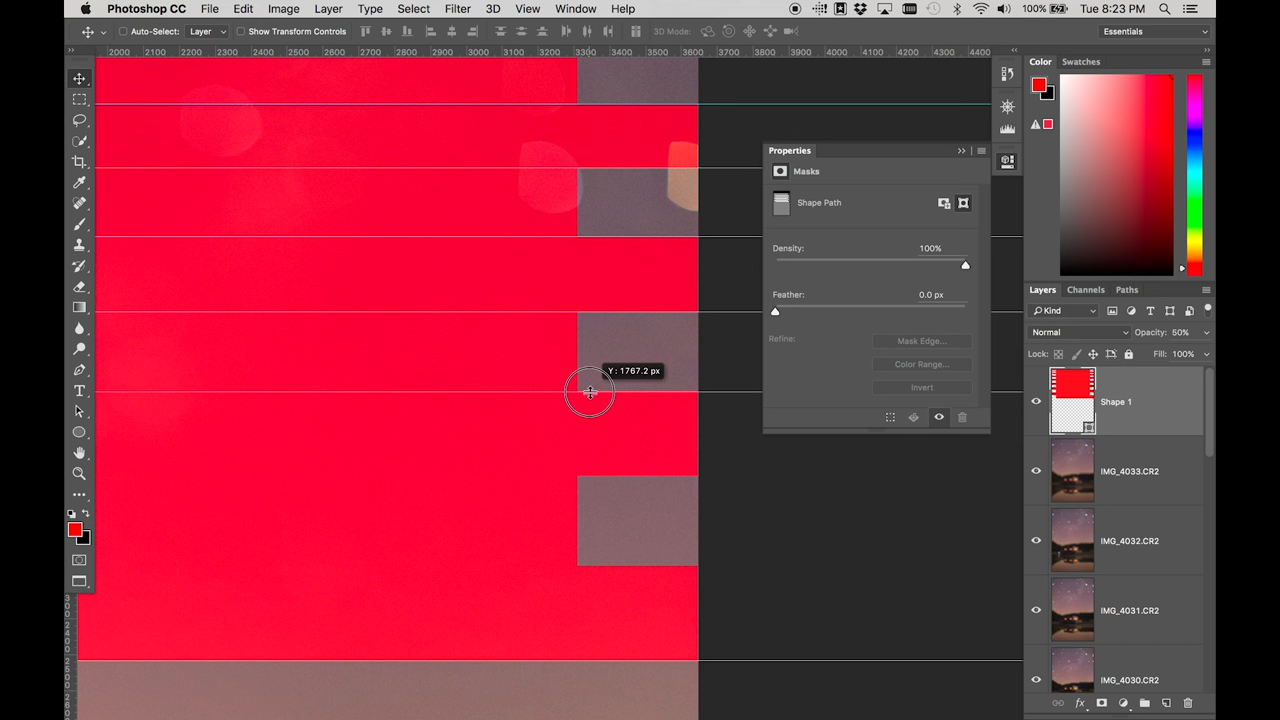 Photoshop CC File Edit Image Layer Type Select Filter 3D View Window Help 100% Tue 8:23 PM
Auto-Select: Layer Show Transform Controls 3D Mode: Essentials
2000 2100 2200 2300 2400 2500 2600 2700 2800 2900 3000 3100 3200 3300 3400 3500 3600 3700 3800 3900 4000 4100 4200 4300 4400
Color Swatches
Properties
Masks
Shape Path
Density: 100%
Feather: 0.0 px
Refine: Mask Edge...
Color Range...
Invert
Y: 1767.2 px
Layers Channels Paths
Kind
Normal Opacity: 50%
Lock: Fill: 100%
Shape 1
IMG_4033.CR2
IMG_4032.CR2
IMG_4031.CR2
IMG_4030.CR2
fx